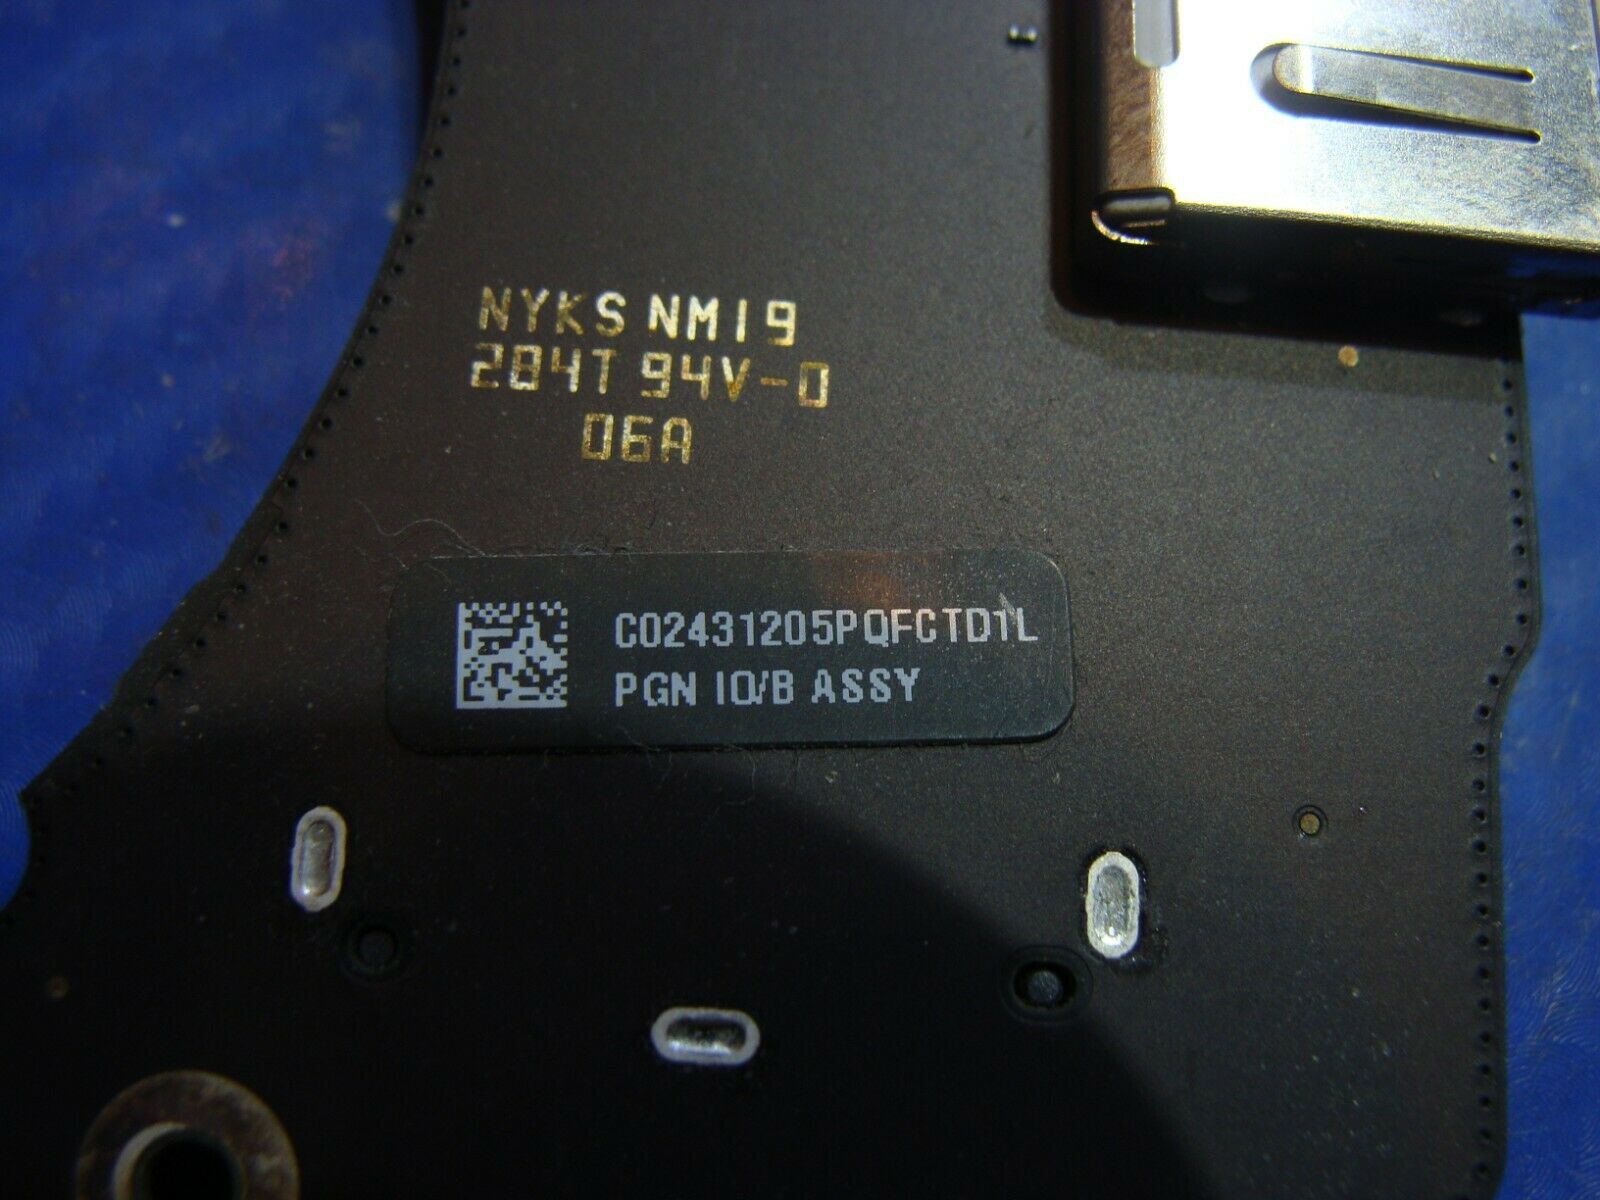 NYKS NM19
284T 94V-0
06A
C02431205PQFCTD1L
PGN IO/B ASSY